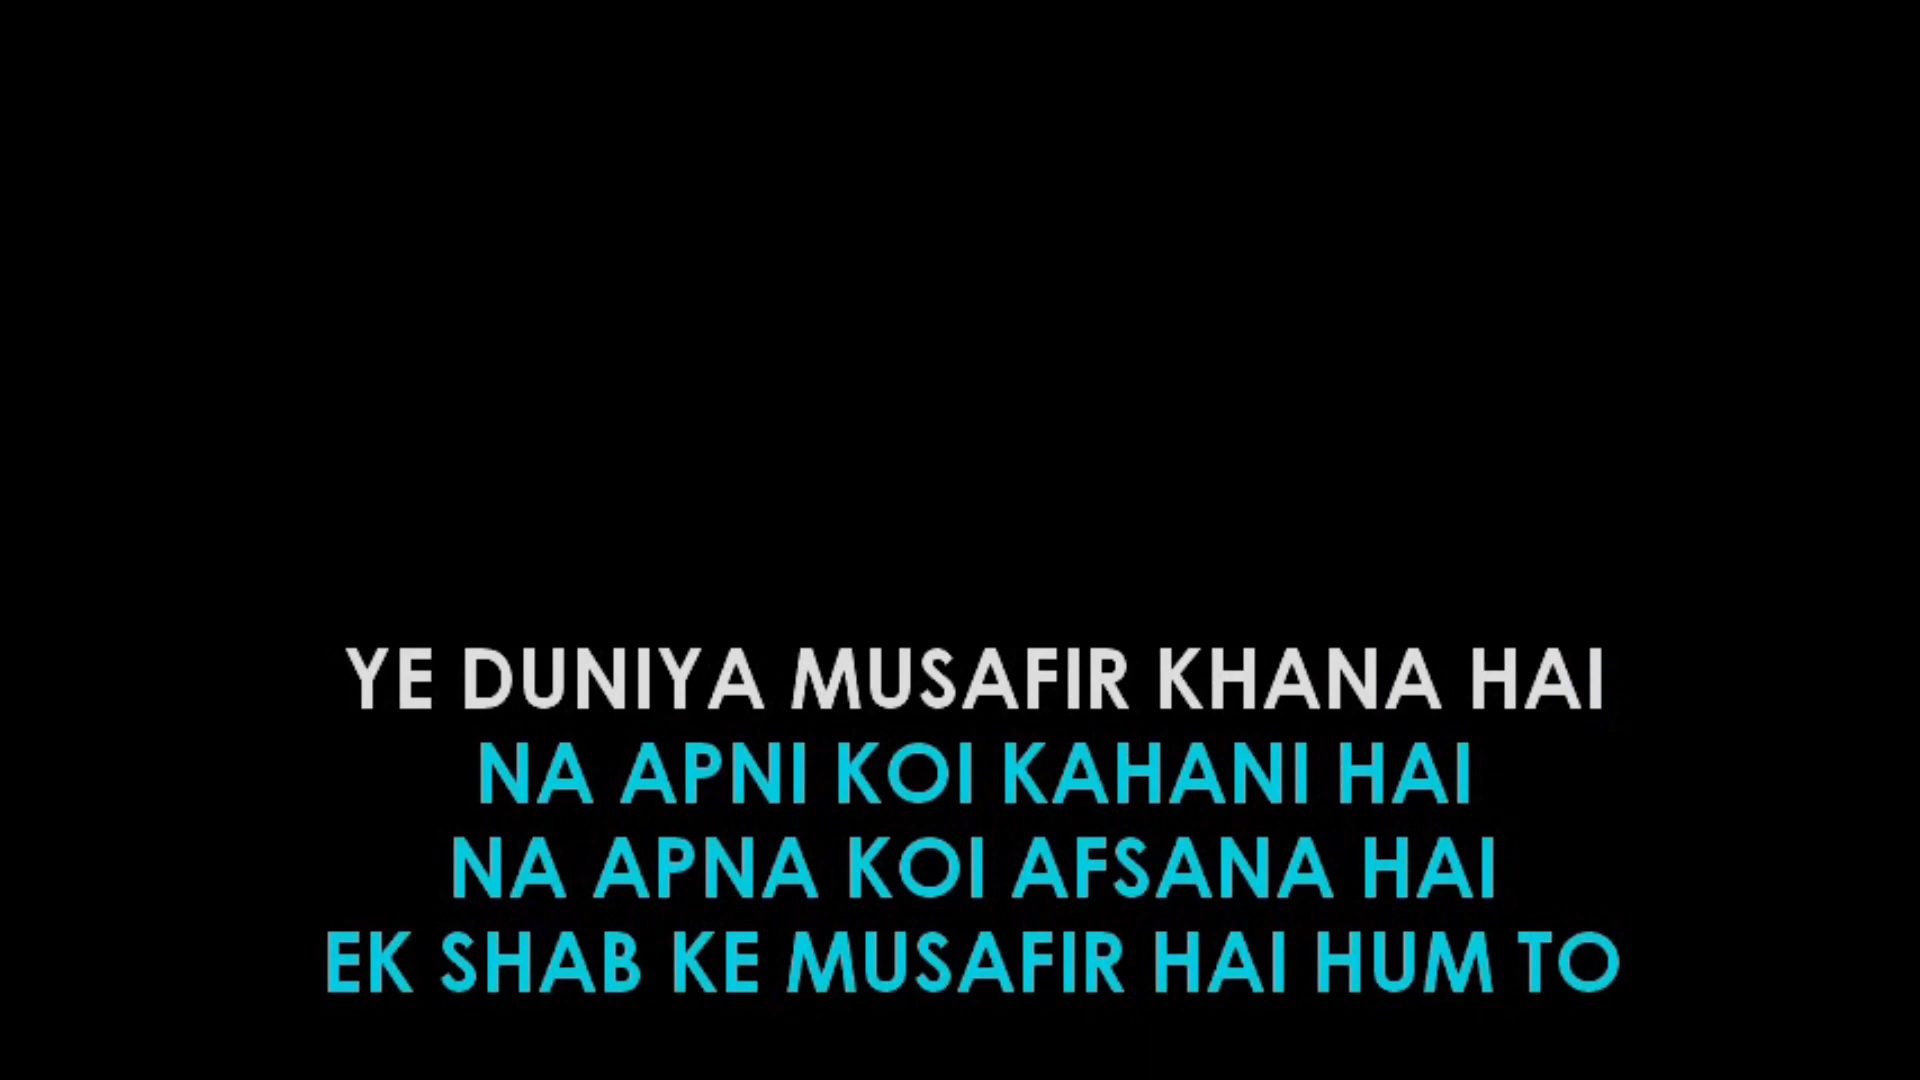 YE DUNIYA MUSAFIR KHANA HAI
NA APNI KOI KAHANI HAI
NA APNA KOI AFSANA HAI
EK SHAB KE MUSAFIR HAI HUM TO